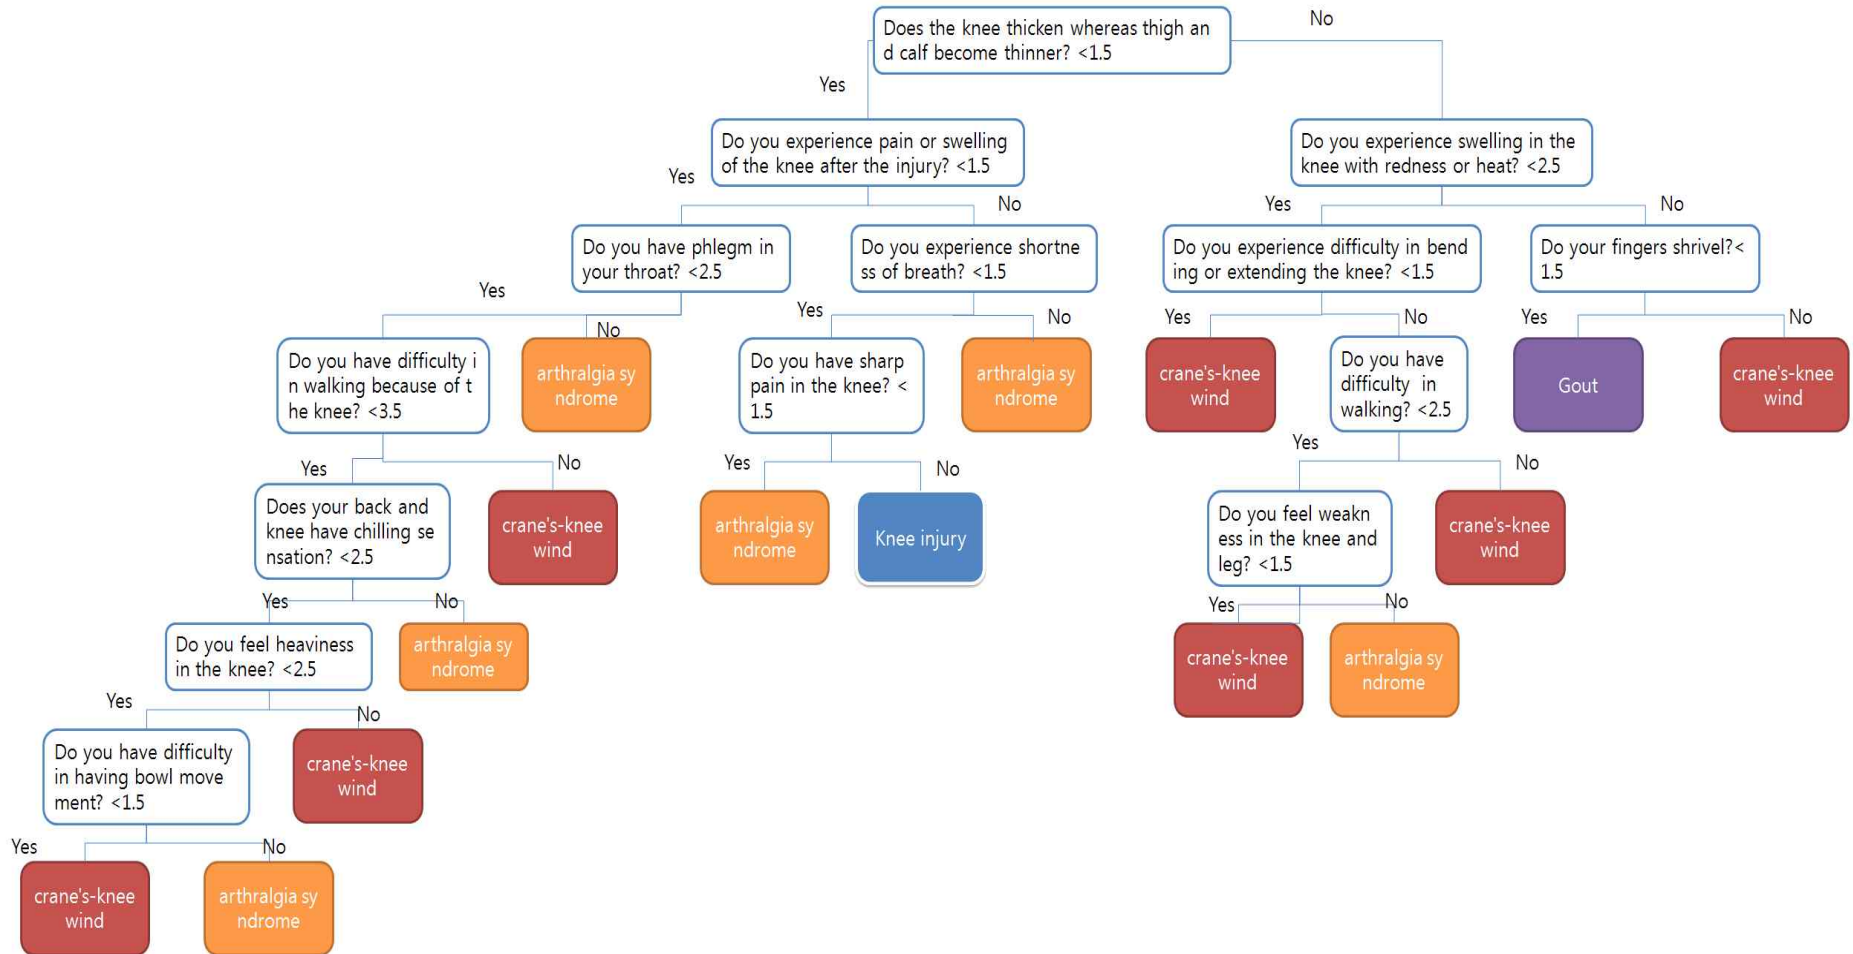 Does the knee thicken whereas thigh an
d calf become thinner? <1.5
No
Yes
Do you experience pain or swelling
of the knee after the injury? <1.5
Do you experience swelling in the
knee with redness or heat? <2.5
Yes
No
Yes
No
Do you have phlegm in
your throat? <2.5
Do you experience shortne
ss of breath? <1.5
Do you experience difficulty in bend
ing or extending the knee? <1.5
Do your fingers shrivel?<
1.5
Yes
No
Yes
No
Yes
No
Yes
No
Do you have difficulty i
n walking because of t
he knee? <3.5
arthralgia sy
ndrome
Do you have sharp
pain in the knee? <
1.5
arthralgia sy
ndrome
crane's-knee
wind
Do you have
difficulty in
walking? <2.5
Gout
crane's-knee
wind
Yes
No
Yes
No
Yes
No
Does your back and
knee have chilling se
nsation? <2.5
crane's-knee
wind
arthralgia sy
ndrome
Knee injury
Do you feel weakn
ess in the knee and
leg? <1.5
crane's-knee
wind
Yes
No
Yes
No
Do you feel heaviness
in the knee? <2.5
arthralgia sy
ndrome
crane's-knee
wind
arthralgia sy
ndrome
Yes
No
Do you have difficulty
in having bowl move
ment? <1.5
crane's-knee
wind
Yes
No
crane's-knee
wind
arthralgia sy
ndrome